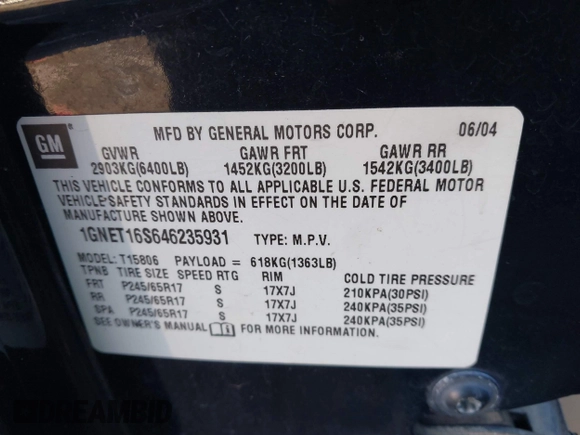 GM
MFD BY GENERAL MOTORS CORP. 06/04
GVWR GAWR FRT GAWR RR
2903KG(6400LB) 1452KG(3200LB) 1542KG(3400LB)
THIS VEHICLE CONFORMS TO ALL APPLICABLE U.S. FEDERAL MOTOR
VEHICLE SAFETY STANDARDS IN EFFECT ON THE DATE OF
MANUFACTURE SHOWN ABOVE.
1GNET16S646235931 TYPE: M.P.V.
MODEL: T15806 PAYLOAD = 618KG(1363LB)
TPNB TIRE SIZE SPEED RTG RIM COLD TIRE PRESSURE
FRT P245/65R17 S 17X7J 210KPA(30PSI)
RR P245/65R17 S 17X7J 240KPA(35PSI)
SPA P245/65R17 S 17X7J 240KPA(35PSI)
SEE OWNER'S MANUAL FOR MORE INFORMATION.
DREAMBID